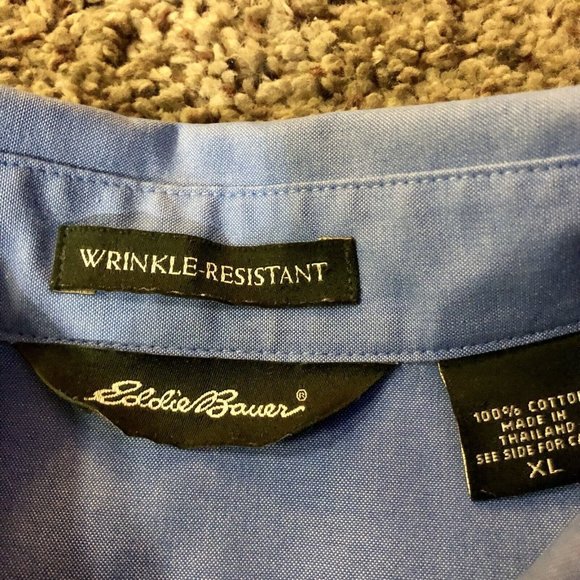 WRINKLE-RESISTANT
Eddie Bauer®
100% COTTO
MADE IN
THAILAND
SEE SIDE FOR CA
XL